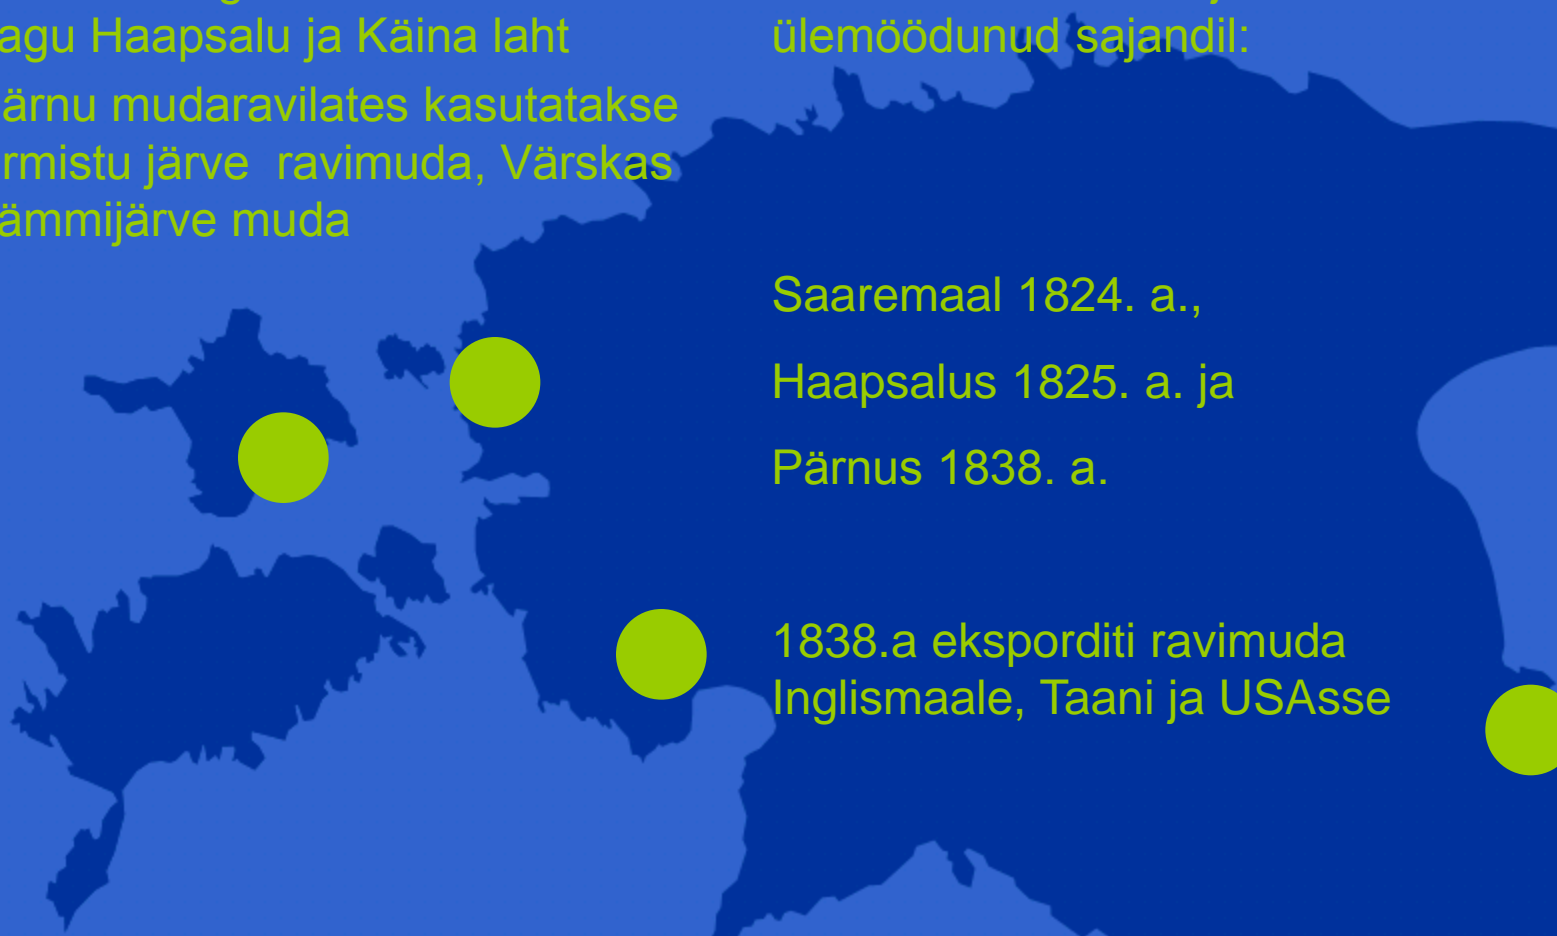 agu Haapsalu ja Käina laht
ärnu mudaravilates kasutatakse
rmistu järve ravimuda, Värskas
ämmijärve muda
ülemöödunud sajandil:
Saaremaal 1824. a.,
Haapsalus 1825. a. ja
Pärnus 1838. a.
1838.a eksporditi ravimuda
Inglismaale, Taani ja USAsse